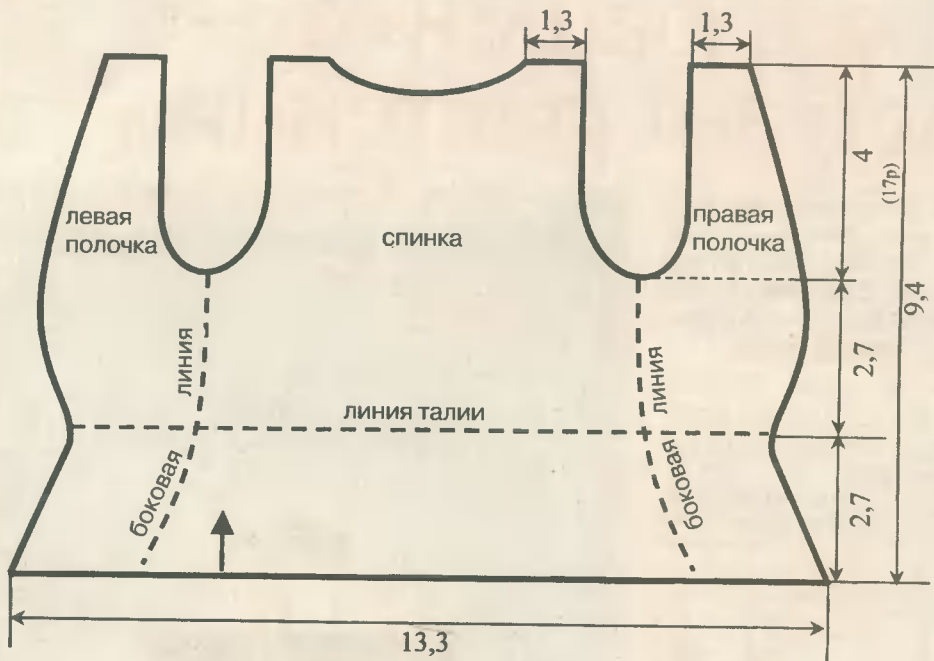 1,3
1,3
левая
полочка
спинка
правая
полочка
4
(17р)
9,4
линия
линия
2,7
линия талии
боковая
боковая
2,7
13,3